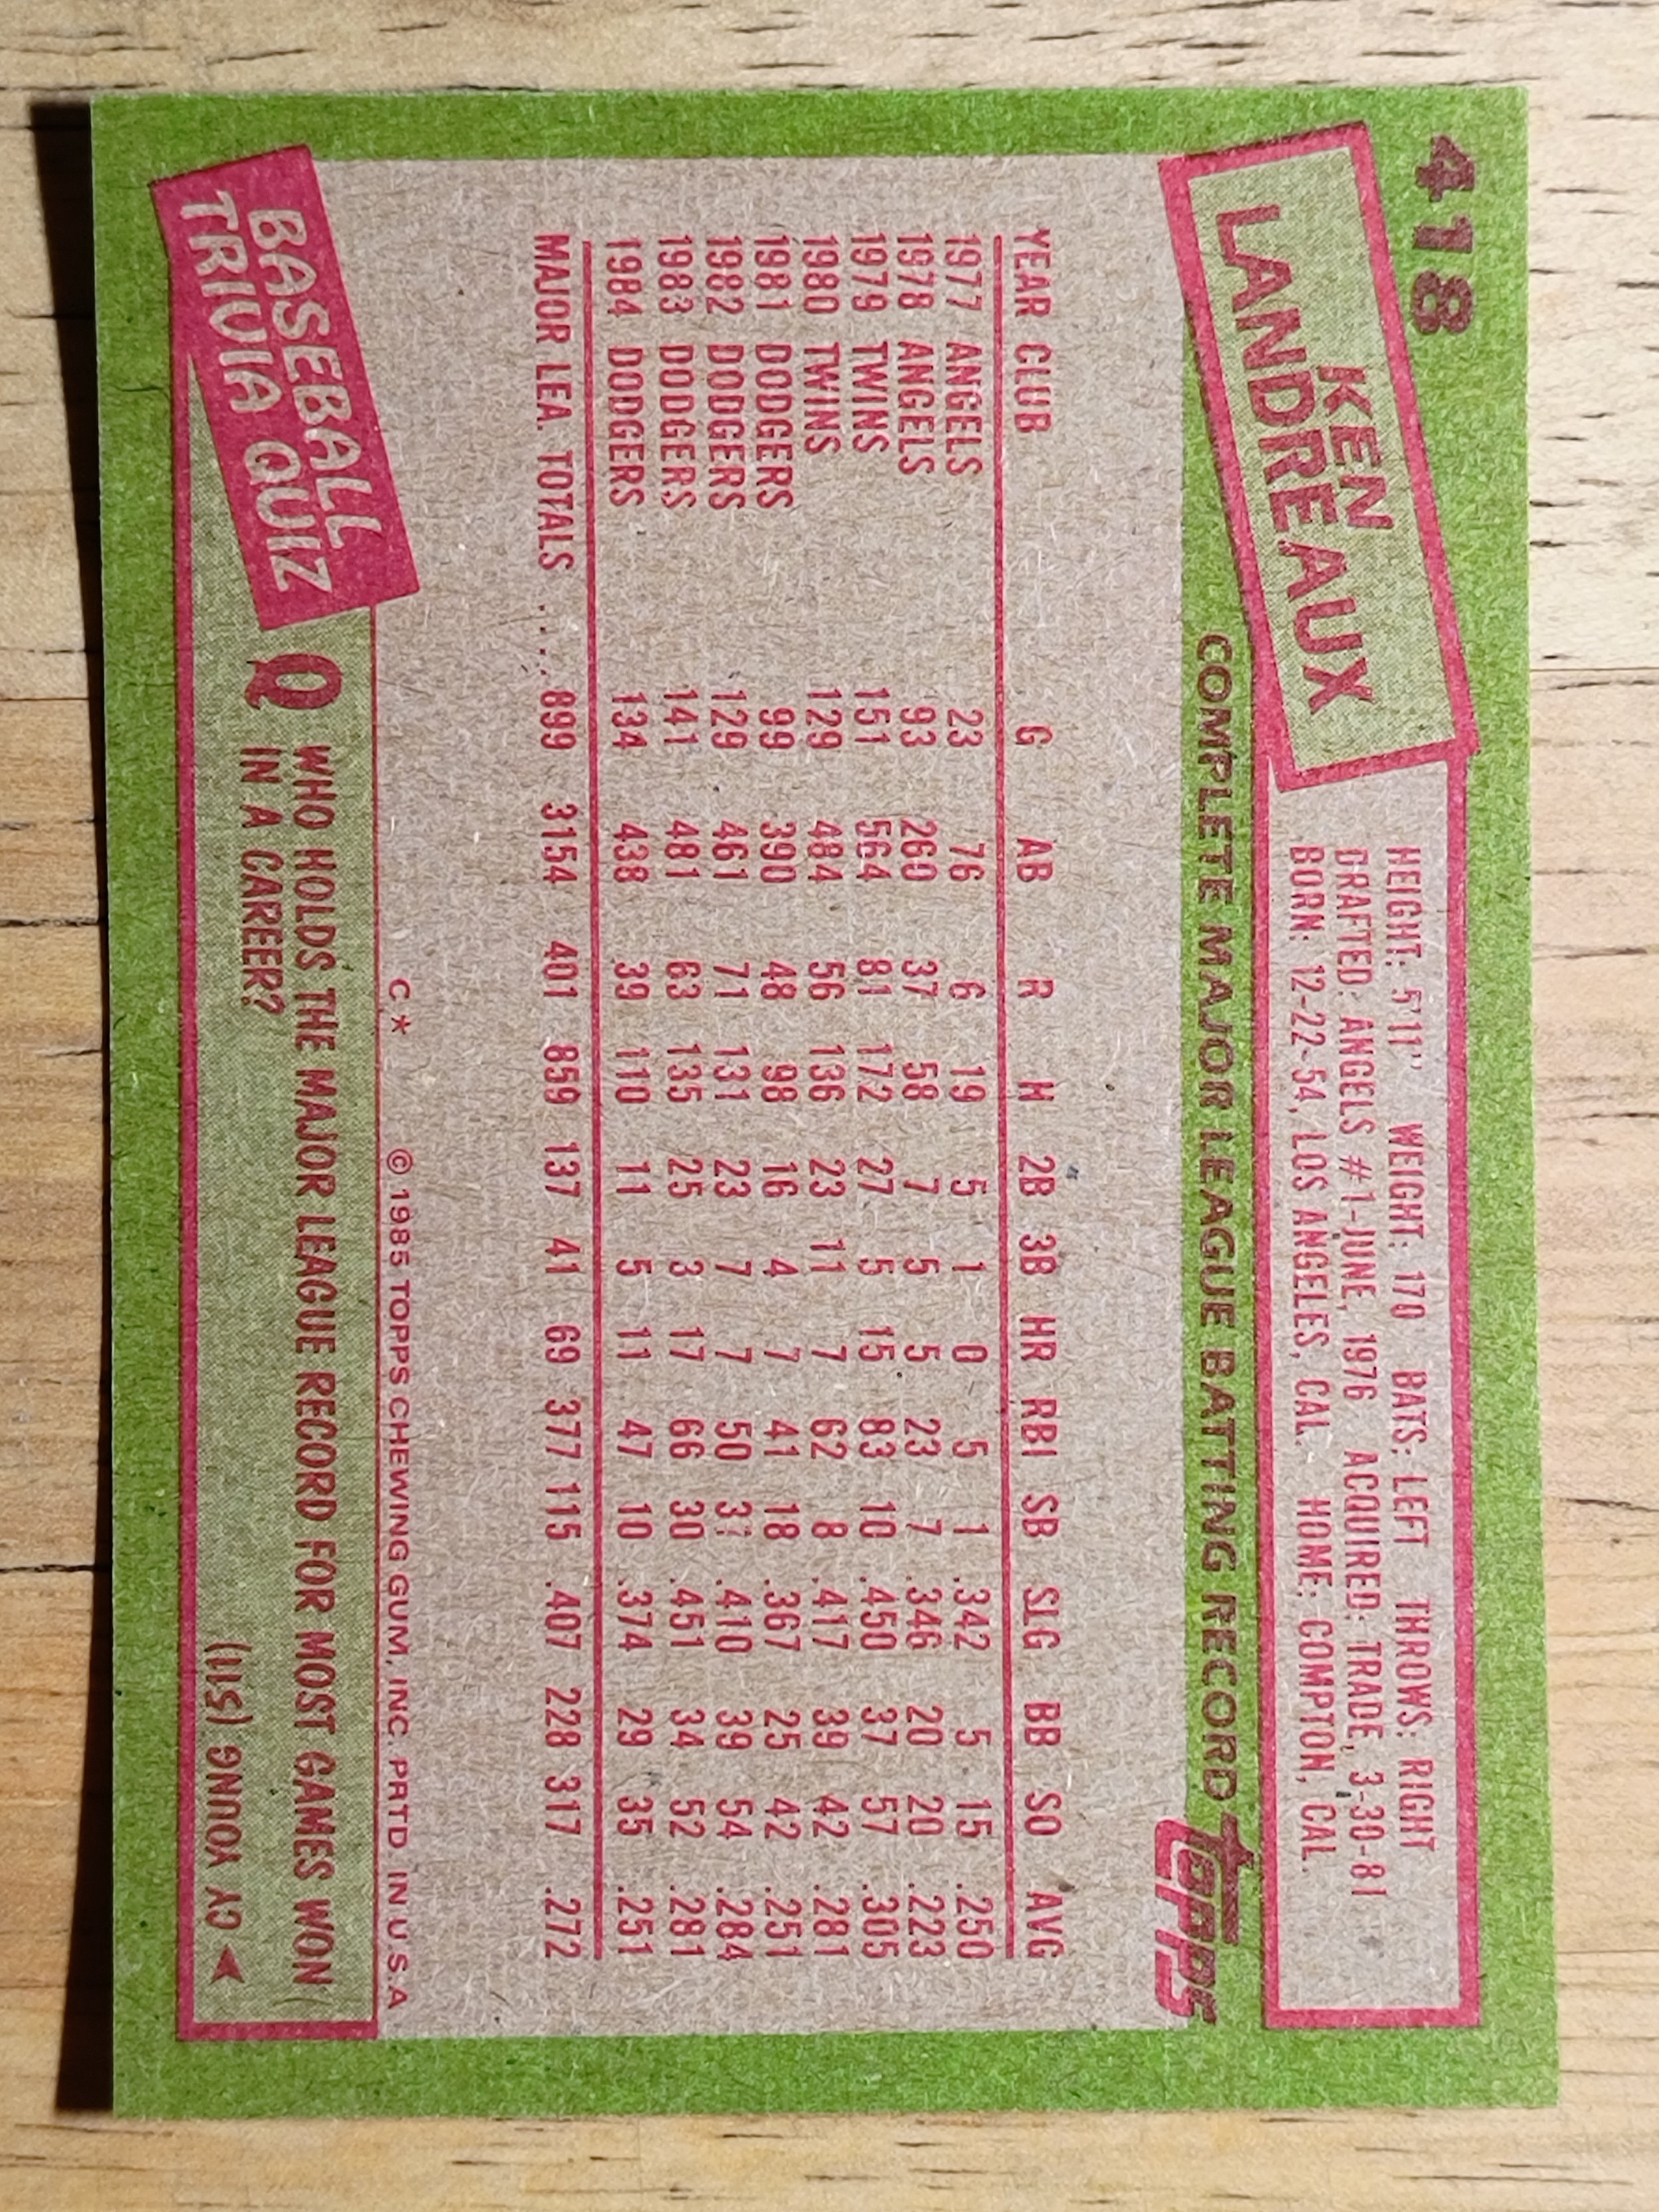 418
KEN
LANDREAUX
HEIGHT: 5'11'' WEIGHT: 170 BATS: LEFT THROWS: RIGHT
DRAFTED: ANGELS #1-JUNE, 1976 ACQUIRED: TRADE, 3-30-81
BORN: 12-22-54, LOS ANGELES, CAL. HOME: COMPTON, CAL.
COMPLETE MAJOR LEAGUE BATTING RECORD
Topps
YEAR CLUB G AB R H 2B 3B HR RBI SB SLG BB SO AVG
1977 ANGELS 23 76 6 19 5 1 0 5 1 .342 5 15 .250
1978 ANGELS 93 260 37 58 7 5 5 23 7 .346 20 20 .223
1979 TWINS 151 564 81 172 27 5 15 83 10 .450 37 57 .305
1980 TWINS 129 484 56 136 23 11 7 62 8 .417 39 42 .281
1981 DODGERS 99 390 48 98 16 4 7 41 18 .367 25 42 .251
1982 DODGERS 129 461 71 131 23 7 7 50 31 .410 39 54 .284
1983 DODGERS 141 481 63 135 25 3 17 66 30 .451 34 52 .281
1984 DODGERS 134 438 39 110 11 5 11 47 10 .374 29 35 .251
MAJOR LEA. TOTALS .... 899 3154 401 859 137 41 69 377 115 .407 228 317 .272
C* © 1985 TOPPS CHEWING GUM, INC. PRTD. IN U.S.A
BASEBALL
TRIVIA QUIZ
Q WHO HOLDS THE MAJOR LEAGUE RECORD FOR MOST GAMES WON
IN A CAREER?
CY YOUNG (511)